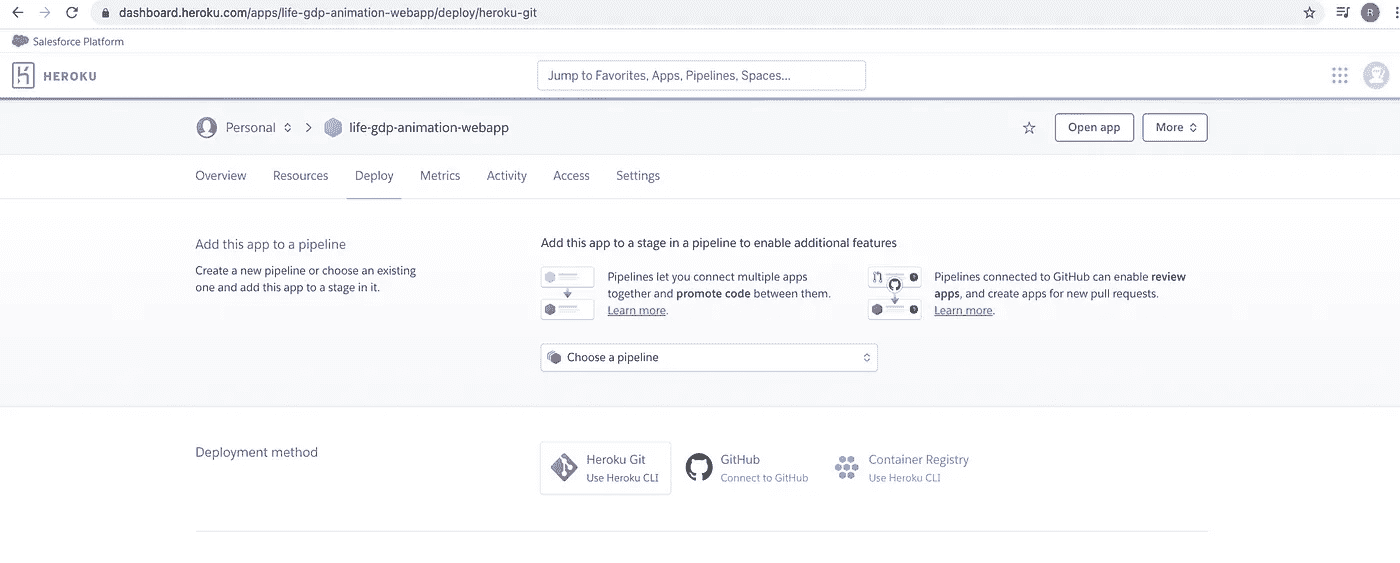 dashboard.heroku.com/apps/life-gdp-animation-webapp/deploy/heroku-git
R
Salesforce Platform
HEROKU
Jump to Favorites, Apps, Pipelines, Spaces...
Personal
life-gdp-animation-webapp
Open app
More
Overview
Resources
Deploy
Metrics
Activity
Access
Settings
Add this app to a pipeline
Create a new pipeline or choose an existing
one and add this app to a stage in it.
Add this app to a stage in a pipeline to enable additional features
Pipelines let you connect multiple apps
together and promote code between them.
Learn more.
Pipelines connected to GitHub can enable review
apps, and create apps for new pull requests.
Learn more.
Choose a pipeline
Deployment method
Heroku Git
Use Heroku CLI
GitHub
Connect to GitHub
Container Registry
Use Heroku CLI